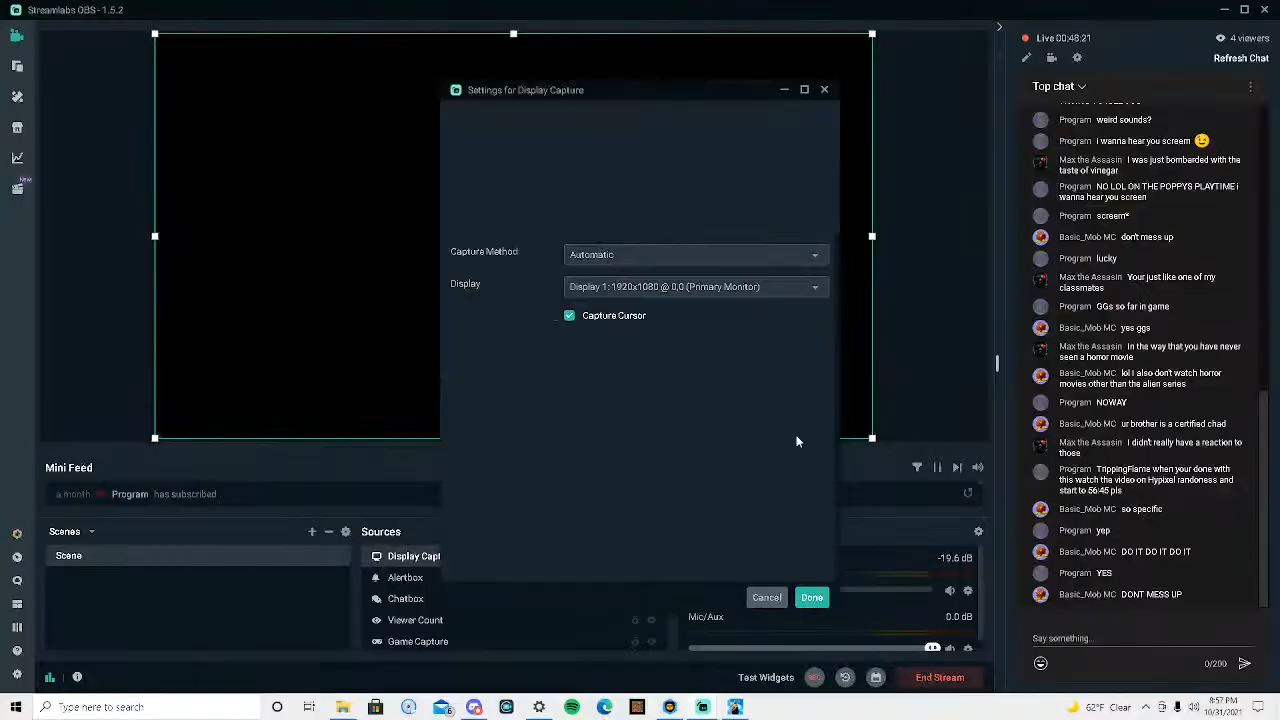 Streamlabs OBS - 1.5.2
Live 00:48:21
4 viewers
Refresh Chat
Top chat
New
Settings for Display Capture
Capture Method
Automatic
Display
Display 1: 1920x1080 @ 0,0 (Primary Monitor)
Capture Cursor
Cancel
Done
Program weird sounds?
Program I wanna hear you scream
Max the Assasin I was just bombarded with the
taste of vinegar
Program NO LOL ON THE POPPYS PLAYTIME i
wanna hear you screen
Program screem*
Basic_Mob MC don't mess up
Program lucky
Max the Assasin Your just like one of my
classmates
Program GGs so far in game
Basic_Mob MC yes ggs
Max the Assasin In the way that you have never
seen a horror movie
Basic_Mob MC lol I also don't watch horror
movies other than the alien series
Program NOWAY
Basic_Mob MC ur brother is a certified chad
Max the Assasin I didn't really have a reaction to
those
Program TrippingFlame when your done with
this watch the video on Hypixel randoness and
start to 56:45 pls
Basic_Mob MC so specific
Program yep
Basic_Mob MC DO IT DO IT DO IT
Program YES
Basic_Mob MC DONT MESS UP
Say something...
0/200
Mini Feed
a month
Program has subscribed
Scenes
Scene
Sources
Display Capt
Alertbox
Chatbox
Viewer Count
Game Capture
-19.6 dB
Mic/Aux
0.0 dB
Test Widgets
REC
End Stream
Type here to search
62°F Clear
8:57 PM
10/31/2021